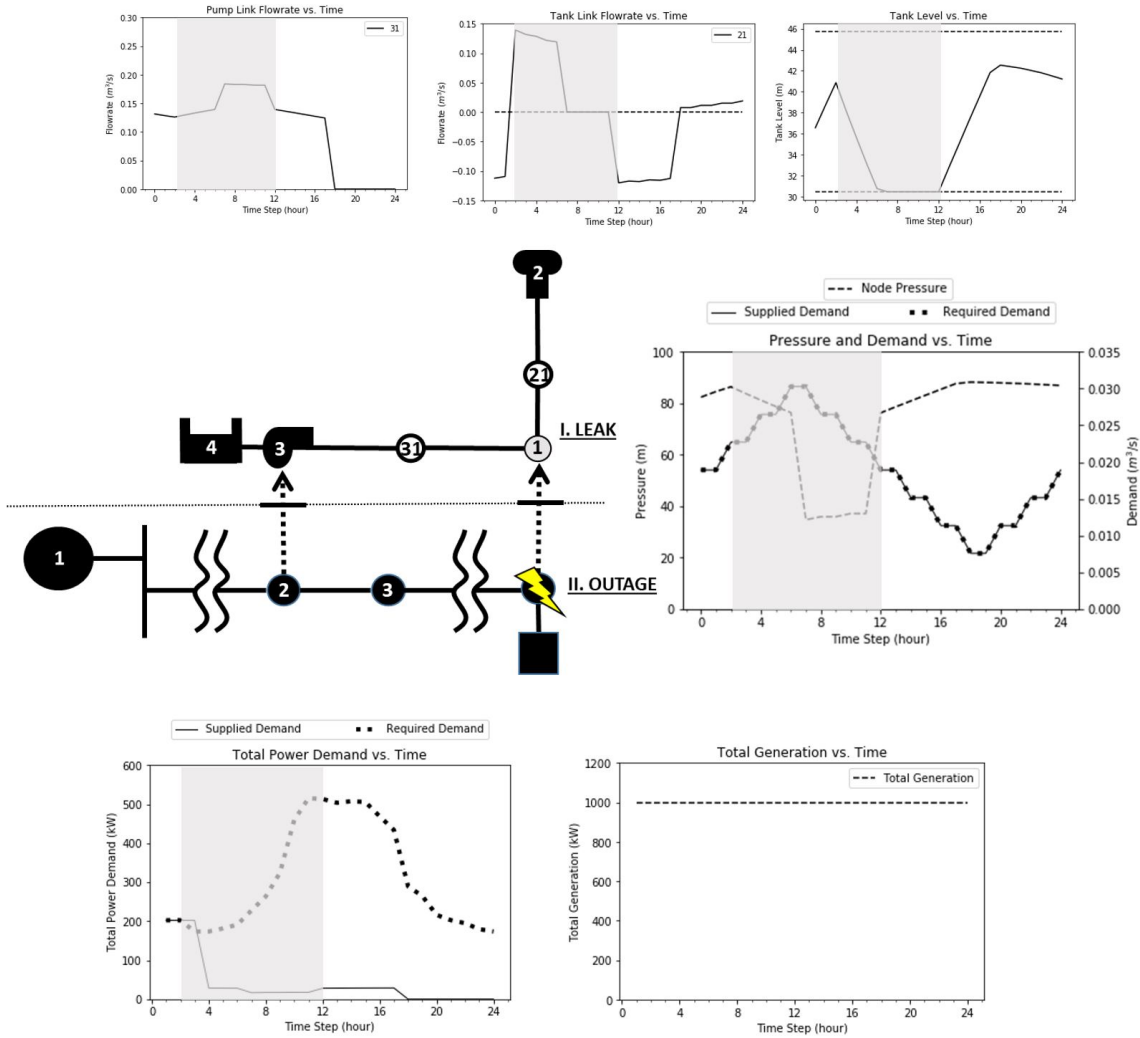 Pump Link Flowrate vs. Time
0.30
0.25
0.20
0.15
0.10
0.05
0.00
Flowrate (m³/s)
31
0 4 8 12 16 20 24
Time Step (hour)
Tank Link Flowrate vs. Time
0.15
0.10
0.05
0.00
−0.05
−0.10
−0.15
Flowrate (m³/s)
21
0 4 8 12 16 20 24
Time Step (hour)
Tank Level vs. Time
46
42
38
34
30
Tank Level (m)
0 4 8 12 16 20 24
Time Step (hour)
2
21
I. LEAK
4
3
31
1
1
2
3
II. OUTAGE
Node Pressure
Supplied Demand Required Demand
Pressure and Demand vs. Time
100
80
60
40
20
0
Pressure (m)
0.035
0.030
0.025
0.020
0.015
0.010
0.005
0.000
Demand (m³/s)
0 4 8 12 16 20 24
Time Step (hour)
Supplied Demand Required Demand
Total Power Demand vs. Time
600
500
400
300
200
100
0
Total Power Demand (kW)
0 4 8 12 16 20 24
Time Step (hour)
Total Generation vs. Time
1200
1000
800
600
400
200
0
Total Generation (kW)
Total Generation
0 4 8 12 16 20 24
Time Step (hour)